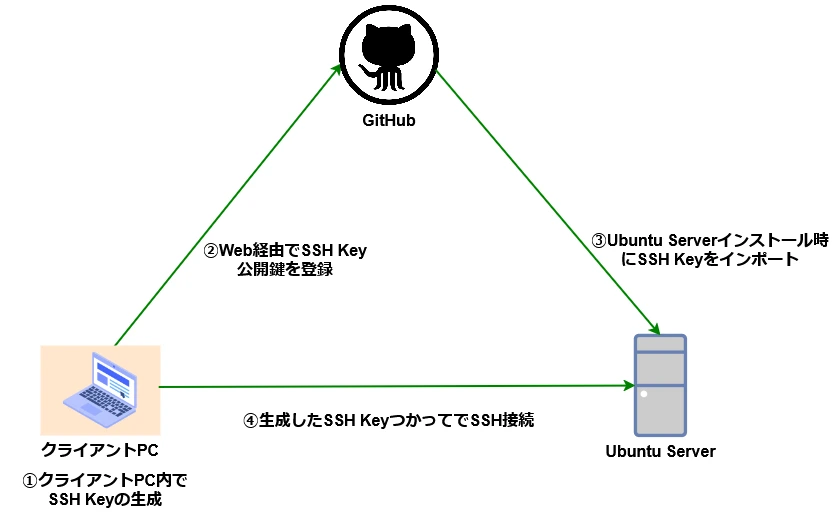 GitHub
②Web経由でSSH Key
公開鍵を登録
③Ubuntu Serverインストール時
にSSH Keyをインポート
④生成したSSH KeyつかってでSSH接続
クライアントPC
Ubuntu Server
①クライアントPC内で
SSH Keyの生成